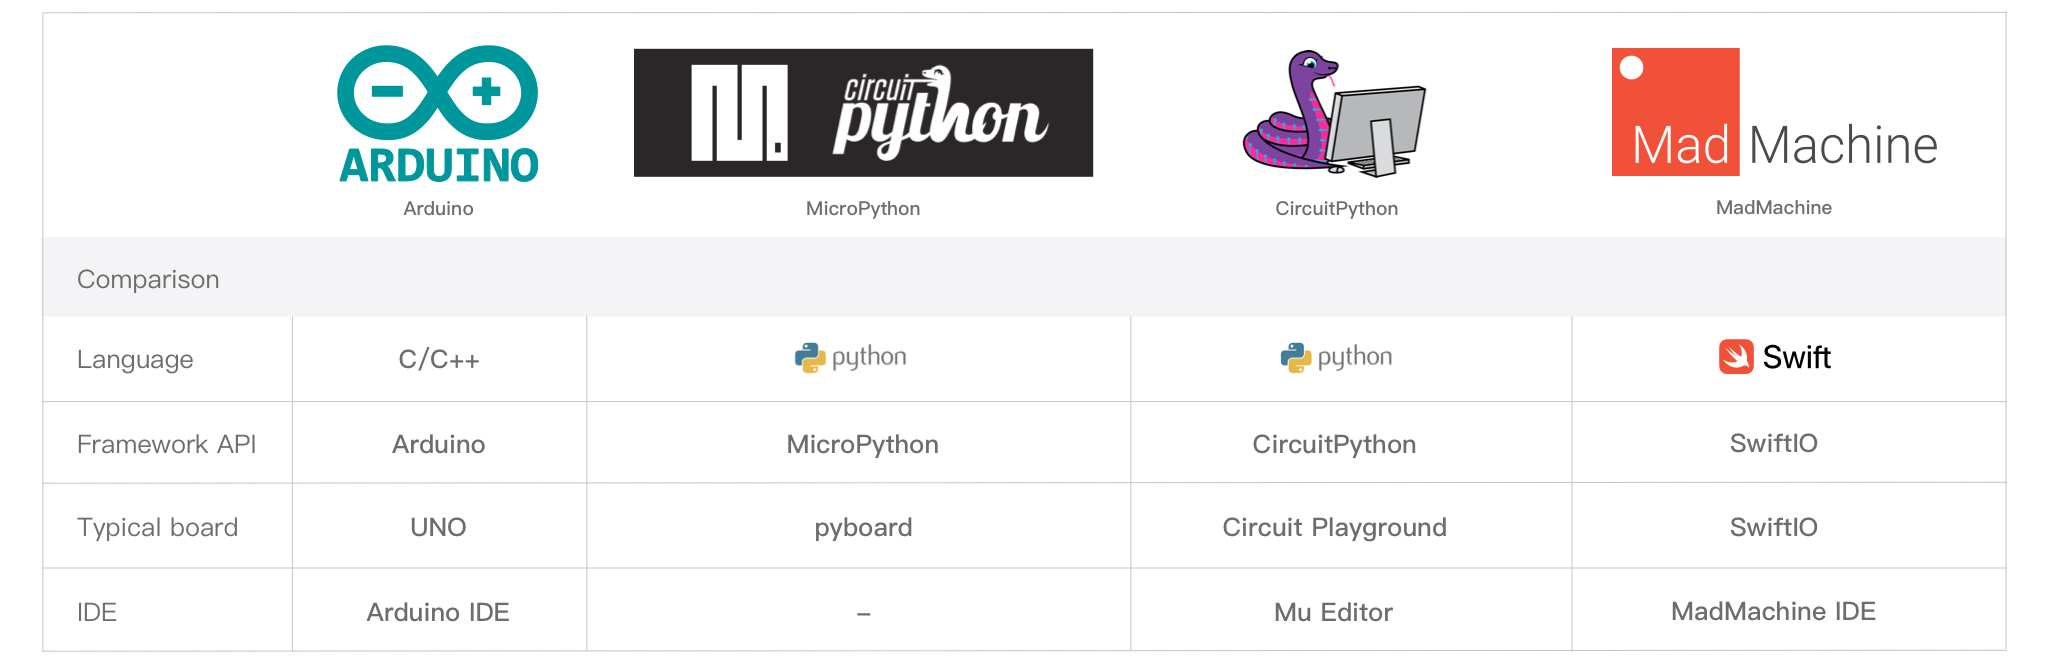 ARDUINO
Arduino
M. circuit python
MicroPython
CircuitPython
Mad Machine
MadMachine
Comparison
Language C/C++ python python Swift
Framework API Arduino MicroPython CircuitPython SwiftIO
Typical board UNO pyboard Circuit Playground SwiftIO
IDE Arduino IDE – Mu Editor MadMachine IDE